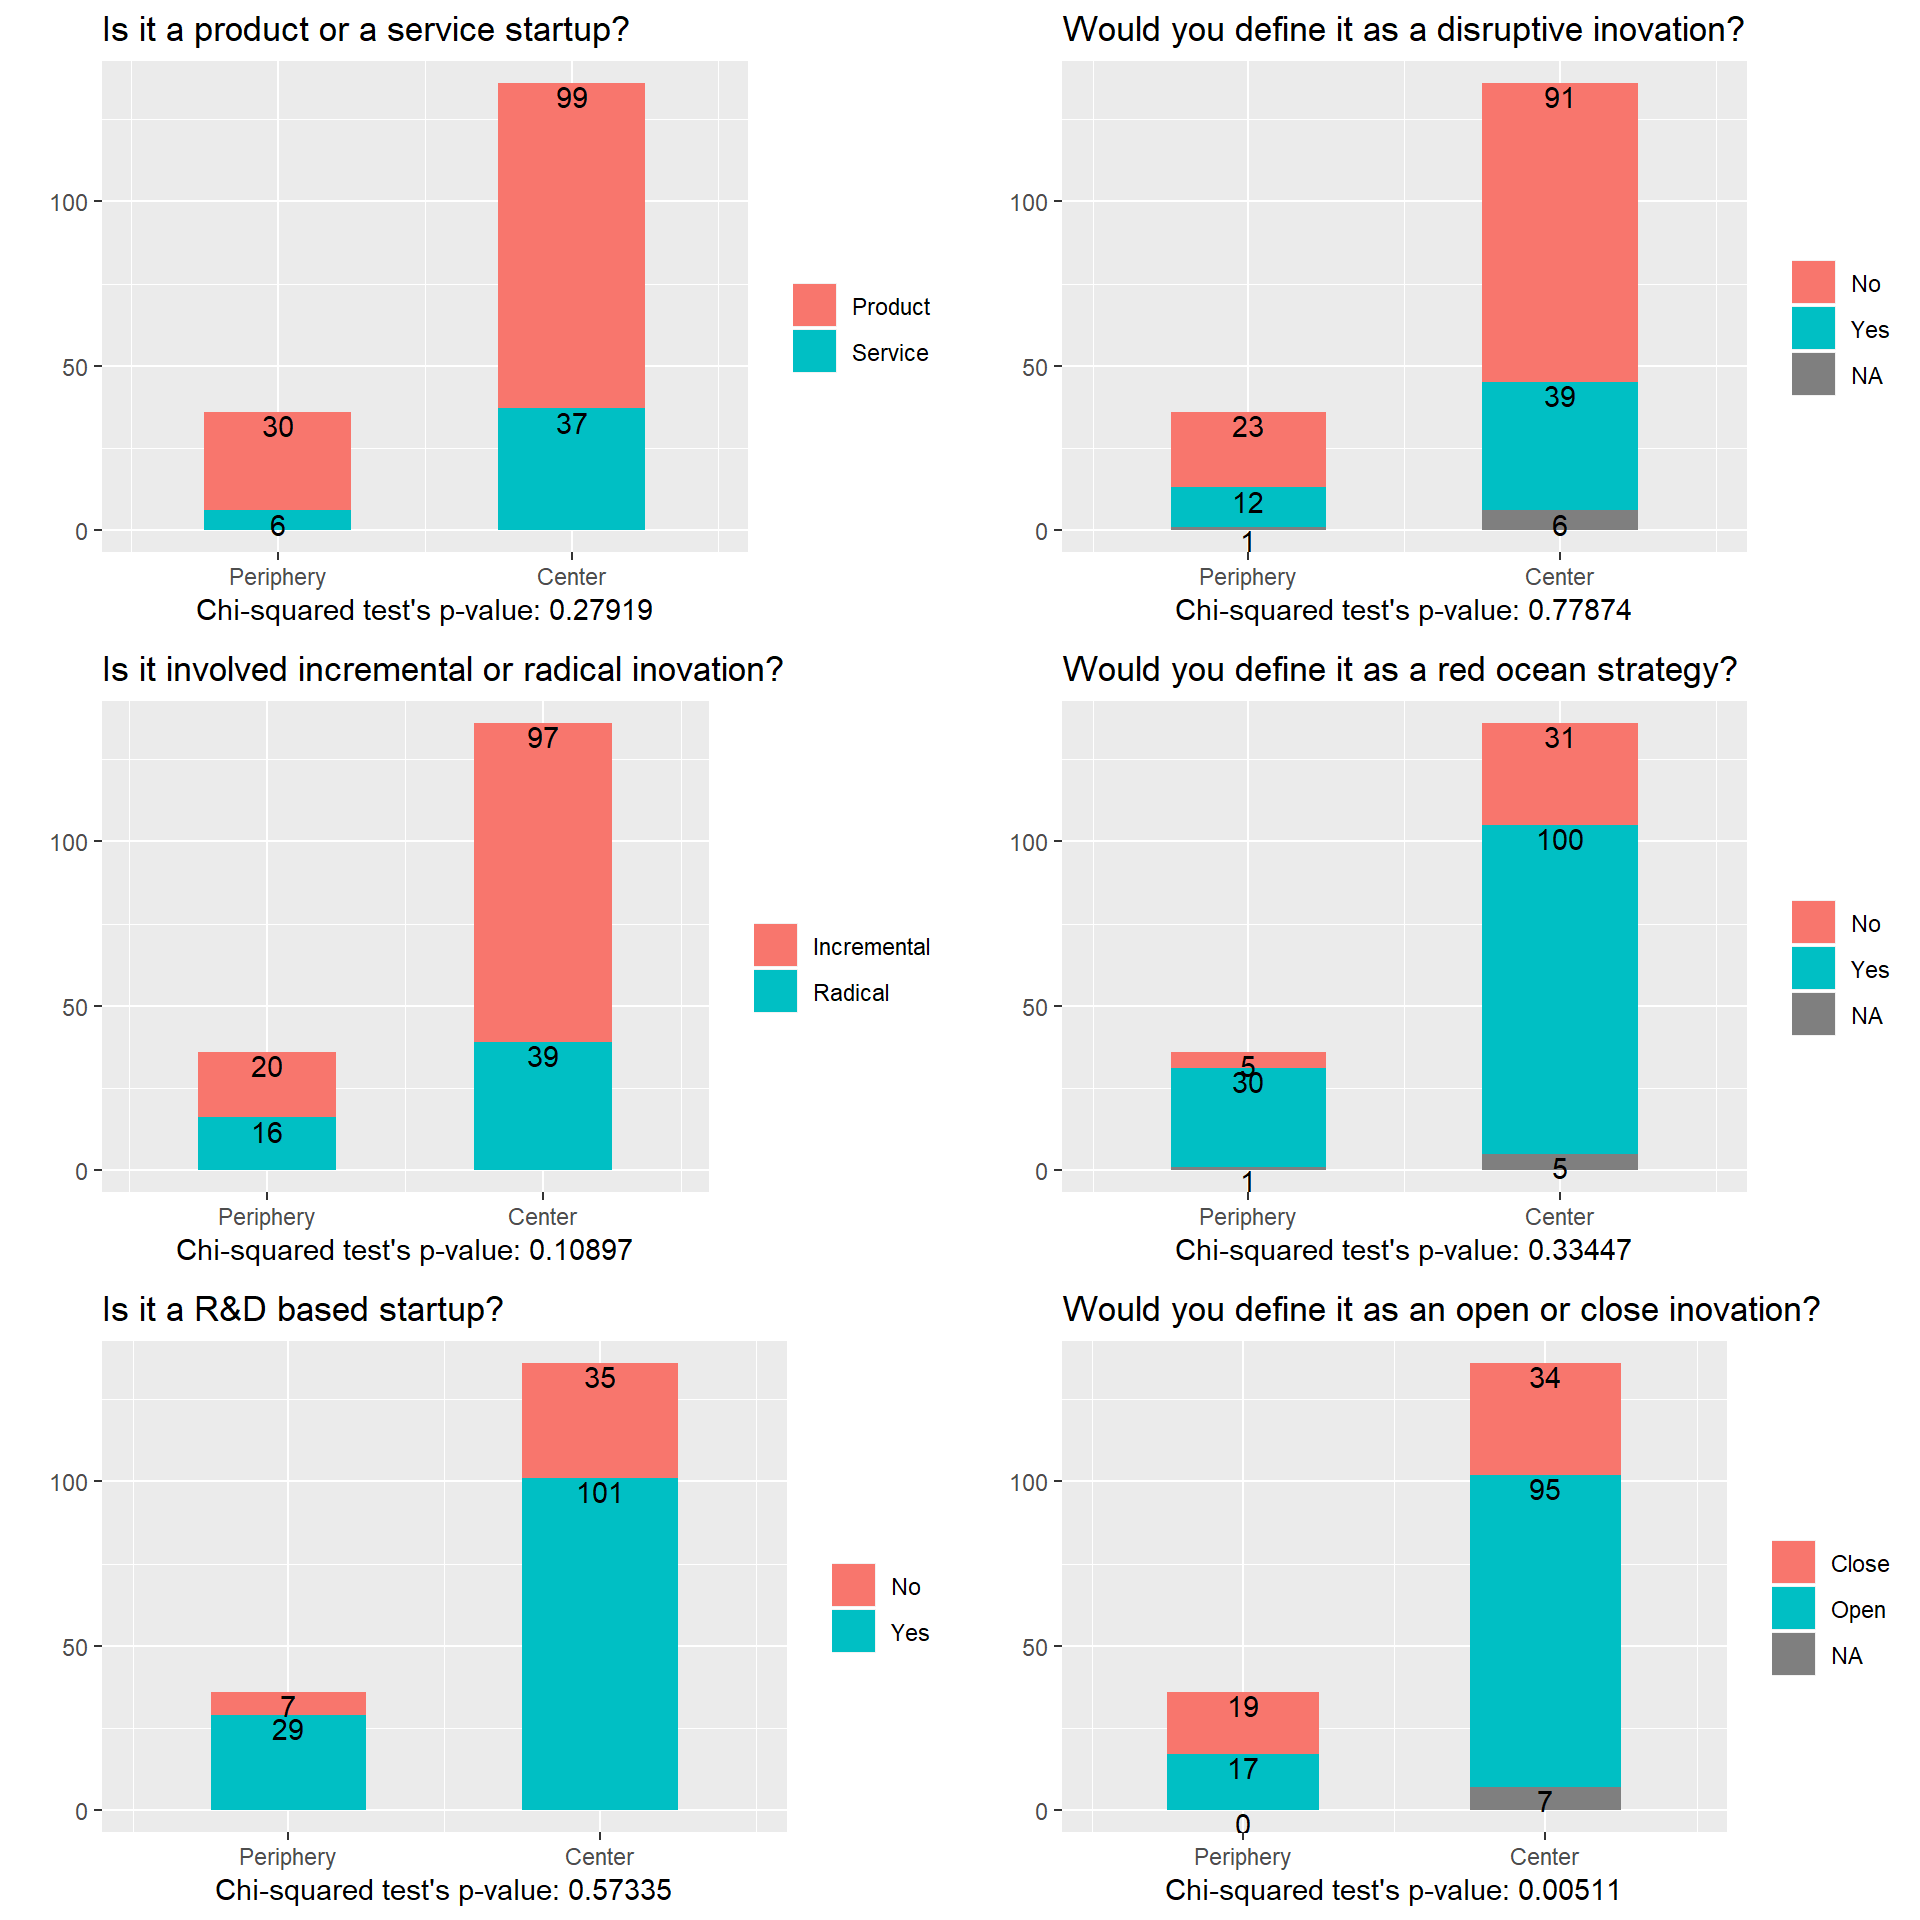 Is it a product or a service startup?
99
100
50
0
30
37
6
Product
Service
Periphery
Center
Chi-squared test's p-value: 0.27919
Would you define it as a disruptive inovation?
91
100
50
0
23
39
12
1
6
No
Yes
NA
Periphery
Center
Chi-squared test's p-value: 0.77874
Is it involved incremental or radical inovation?
97
100
50
0
20
39
16
Incremental
Radical
Periphery
Center
Chi-squared test's p-value: 0.10897
Would you define it as a red ocean strategy?
31
100
100
50
0
5
30
1
5
No
Yes
NA
Periphery
Center
Chi-squared test's p-value: 0.33447
Is it a R&D based startup?
35
100
101
50
0
7
29
No
Yes
Periphery
Center
Chi-squared test's p-value: 0.57335
Would you define it as an open or close inovation?
34
100
95
50
0
19
17
0
7
Close
Open
NA
Periphery
Center
Chi-squared test's p-value: 0.00511